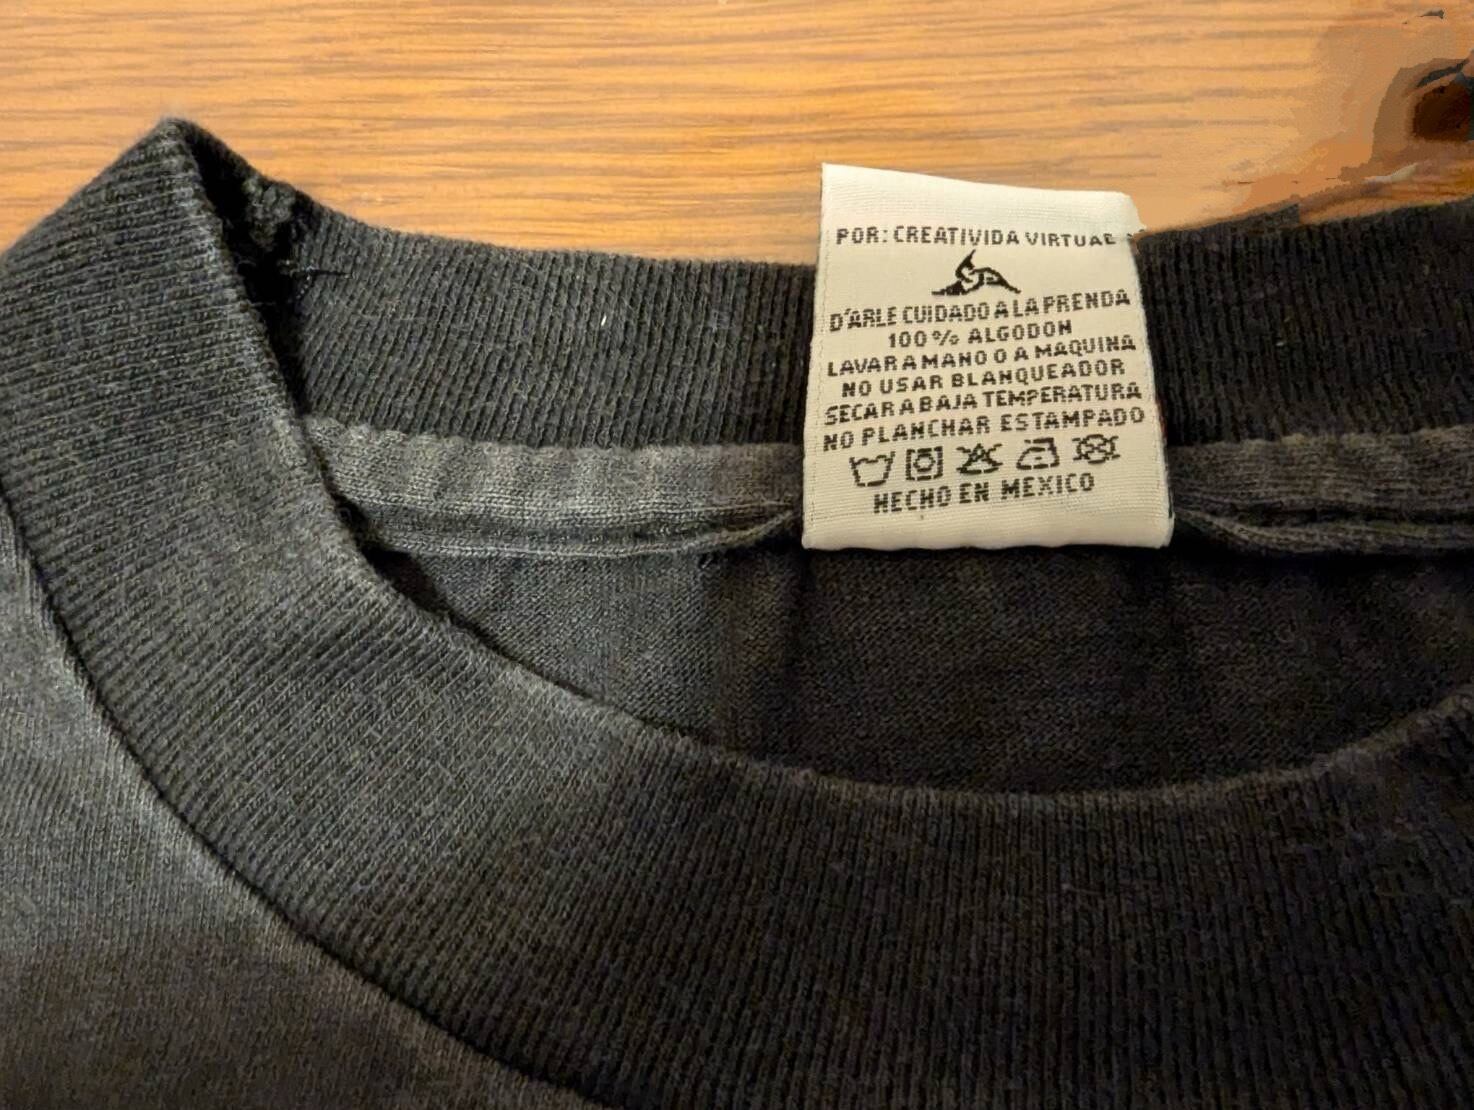 POR: CREATIVIDA VIRTUAL
D'ARLE CUIDADO A LA PRENDA
100% ALGODON
LAVAR A MANO O A MAQUINA
NO USAR BLANQUEADOR
SECAR A BAJA TEMPERATURA
NO PLANCHAR ESTAMPADO
HECHO EN MEXICO